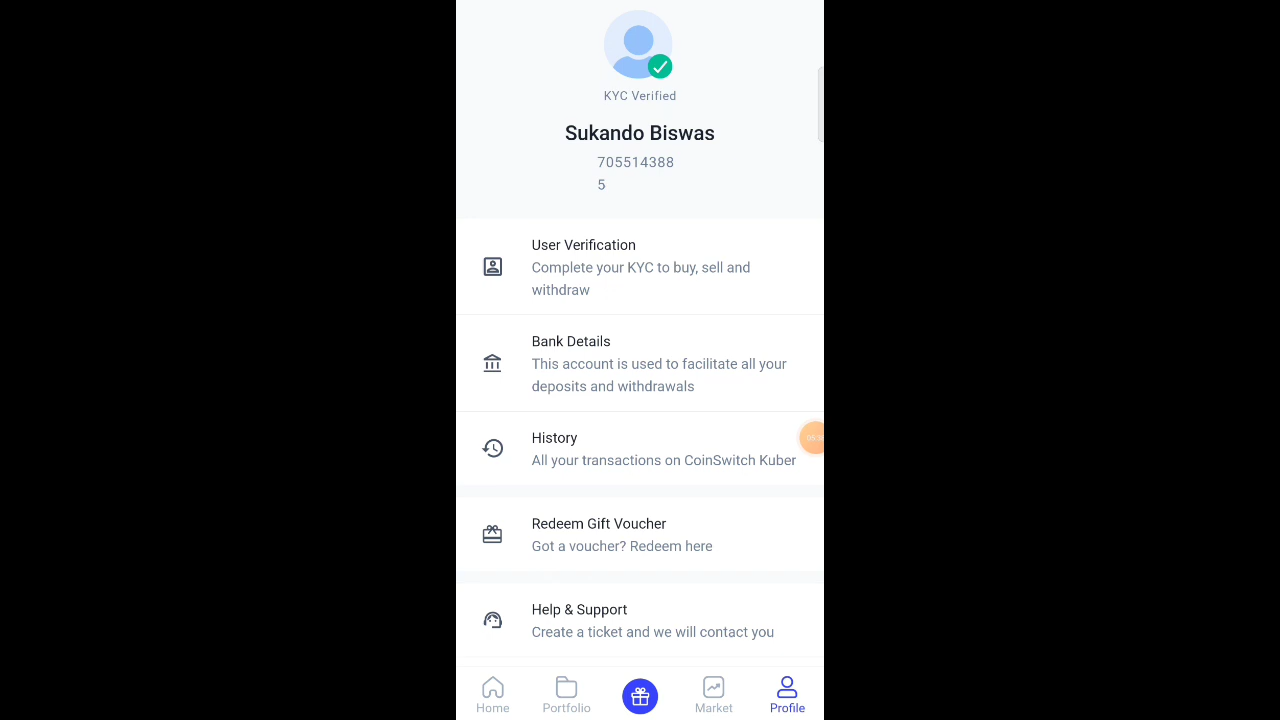 KYC Verified
Sukando Biswas
705514388
5
User Verification
Complete your KYC to buy, sell and
withdraw
Bank Details
This account is used to facilitate all your
deposits and withdrawals
History
All your transactions on CoinSwitch Kuber
Redeem Gift Voucher
Got a voucher? Redeem here
Help & Support
Create a ticket and we will contact you
Home
Portfolio
Market
Profile